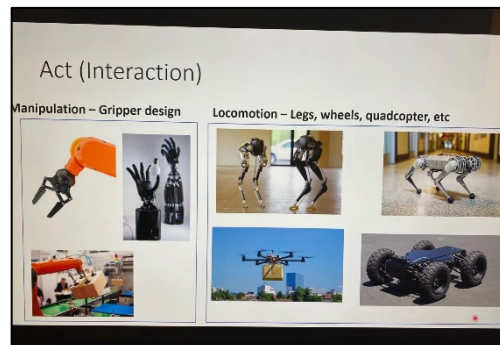 Act (Interaction)
Manipulation – Gripper design
Locomotion – Legs, wheels, quadcopter, etc